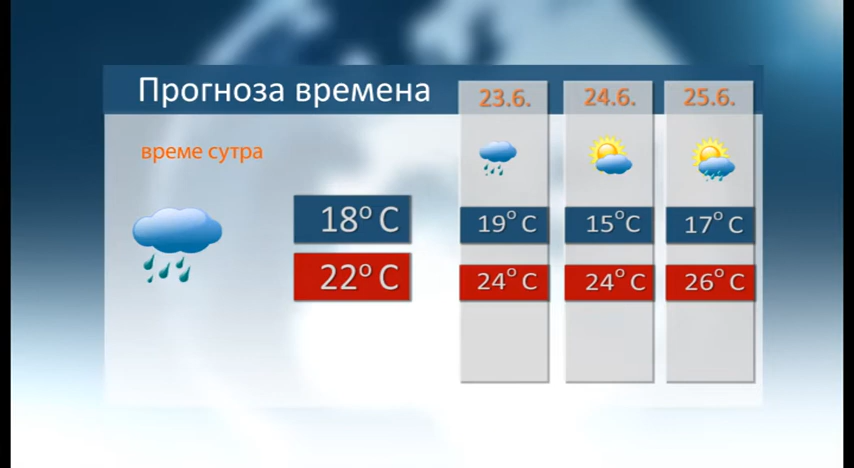 Прогноза времена
време сутра
18° C
22° C
23.6. 24.6. 25.6.
19° C 15°C 17° C
24° C 24° C 26° C